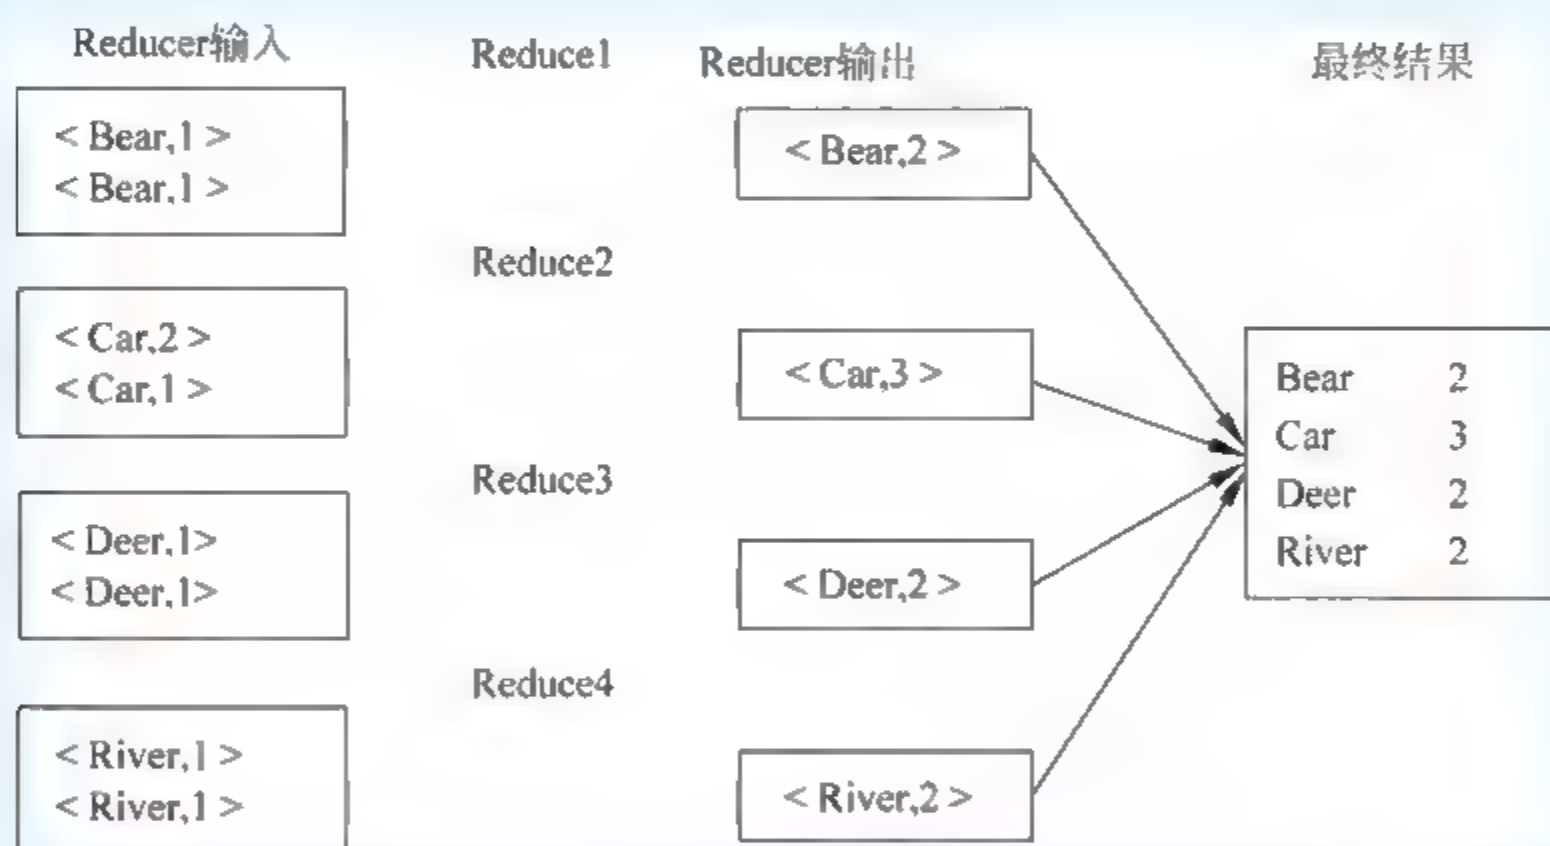 Reducer输入
Reduce1
Reducer输出
最终结果
< Bear,1 >
< Bear,1 >
< Bear,2 >
Reduce2
< Car,2 >
< Car,1 >
< Car,3 >
Bear 2
Car 3
Deer 2
River 2
Reduce3
< Deer,1>
< Deer,1>
< Deer,2 >
Reduce4
< River,1 >
< River,1 >
< River,2 >